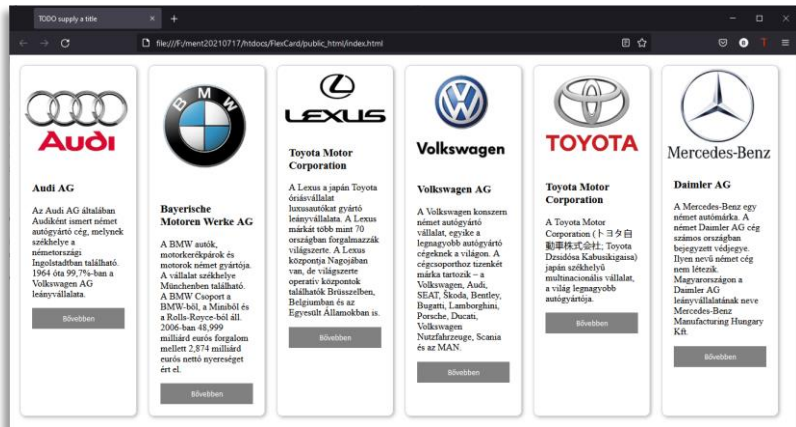 TODO supply a title
file:///F:/ment20210717/htdocs/FlexCard/public_html/index.html
Audi
Audi AG
Az Audi AG általában
Audiként ismert német
autógyártó cég, melynek
székhelye a
németországi
Ingolstadtban található.
1964 óta 99,7%-ban a
Volkswagen AG
leányvállalata.
Bővebben
BMW
Bayerische
Motoren Werke AG
A BMW autók,
motorkerékpárok és
motorok német gyártója.
A vállalat székhelye
Münchenben található.
A BMW Csoport a
BMW-ből, a Miniből és
a Rolls-Royce-ból áll.
2006-ban 48,999
milliárd eurós forgalom
mellett 2,874 milliárd
eurós nettó nyereséget
ért el.
Bővebben
LEXUS
Toyota Motor
Corporation
A Lexus a japán Toyota
óriásvállalat
luxusautókat gyártó
leányvállalata. A Lexus
márkát több mint 70
országban forgalmazzák
világszerte. A Lexus
központja Nagojában
van, de világszerte
operatív központok
találhatók Brüsszelben,
Belgiumban és az
Egyesült Államokban is.
Bővebben
Volkswagen
Volkswagen AG
A Volkswagen konszern
német autógyártó
vállalat, egyike a
legnagyobb autógyártó
cégeknek a világon. A
cégcsoporthoz tizenkét
márka tartozik – a
Volkswagen, Audi,
SEAT, Škoda, Bentley,
Bugatti, Lamborghini,
Porsche, Ducati,
Volkswagen
Nutzfahrzeuge, Scania
és az MAN.
Bővebben
TOYOTA
Toyota Motor
Corporation
A Toyota Motor
Corporation (トヨタ自
動車株式会社; Toyota
Dzsidósa Kabusikigaisa)
japán székhelyű
multinacionális vállalat,
a világ legnagyobb
autógyártója.
Bővebben
Mercedes-Benz
Daimler AG
A Mercedes-Benz egy
német autómárka. A
német Daimler AG cég
számos országban
bejegyzett védjegye.
Ilyen nevű német cég
nem létezik.
Magyarországon a
Daimler AG
leányvállalatának neve
Mercedes-Benz
Manufacturing Hungary
Kft.
Bővebben